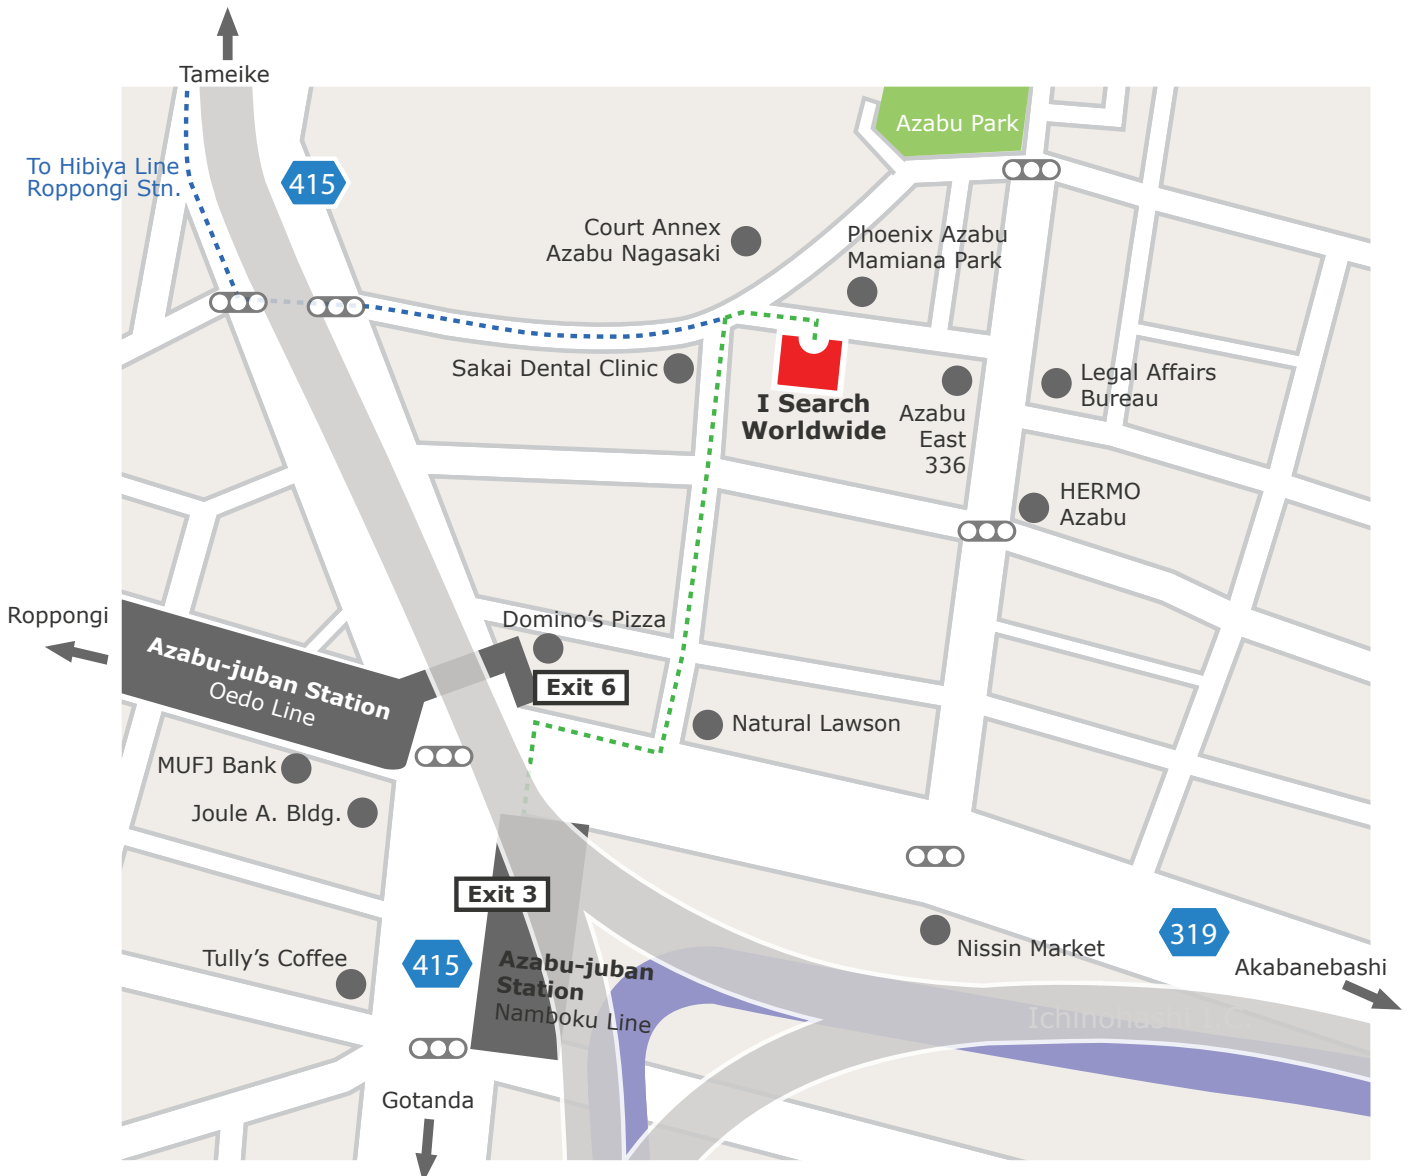 Tameike
Azabu Park
To Hibiya Line
Roppongi Stn.
415
Court Annex
Azabu Nagasaki
Phoenix Azabu
Mamiana Park
Sakai Dental Clinic
I Search
Worldwide
Azabu
East
336
Legal Affairs
Bureau
HERMO
Azabu
Roppongi
Domino's Pizza
Azabu-juban Station
Oedo Line
Exit 6
Natural Lawson
MUFJ Bank
Joule A. Bldg.
Exit 3
Tully's Coffee
415
Azabu-juban
Station
Namboku Line
Nissin Market
319
Akabanebashi
Ichinohashi I.C
Gotanda